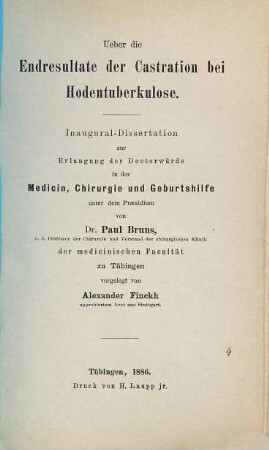 Ueber die
Endresultate der Castration bei
Hodentuberkulose.
Inaugural-Dissertation
zur
Erlangung der Doctorwürde
in der
Medicin, Chirurgie und Geburtshilfe
unter dem Praesidium
von
Dr. Paul Bruns,
o. ö. Professor der Chirurgie und Vorstand der chirurgischen Klinik
der medicinischen Facultät
zu Tübingen
vorgelegt von
Alexander Finckh
approbirtem Arzt aus Stuttgart.
Tübingen, 1886.
Druck von H. Laupp jr.